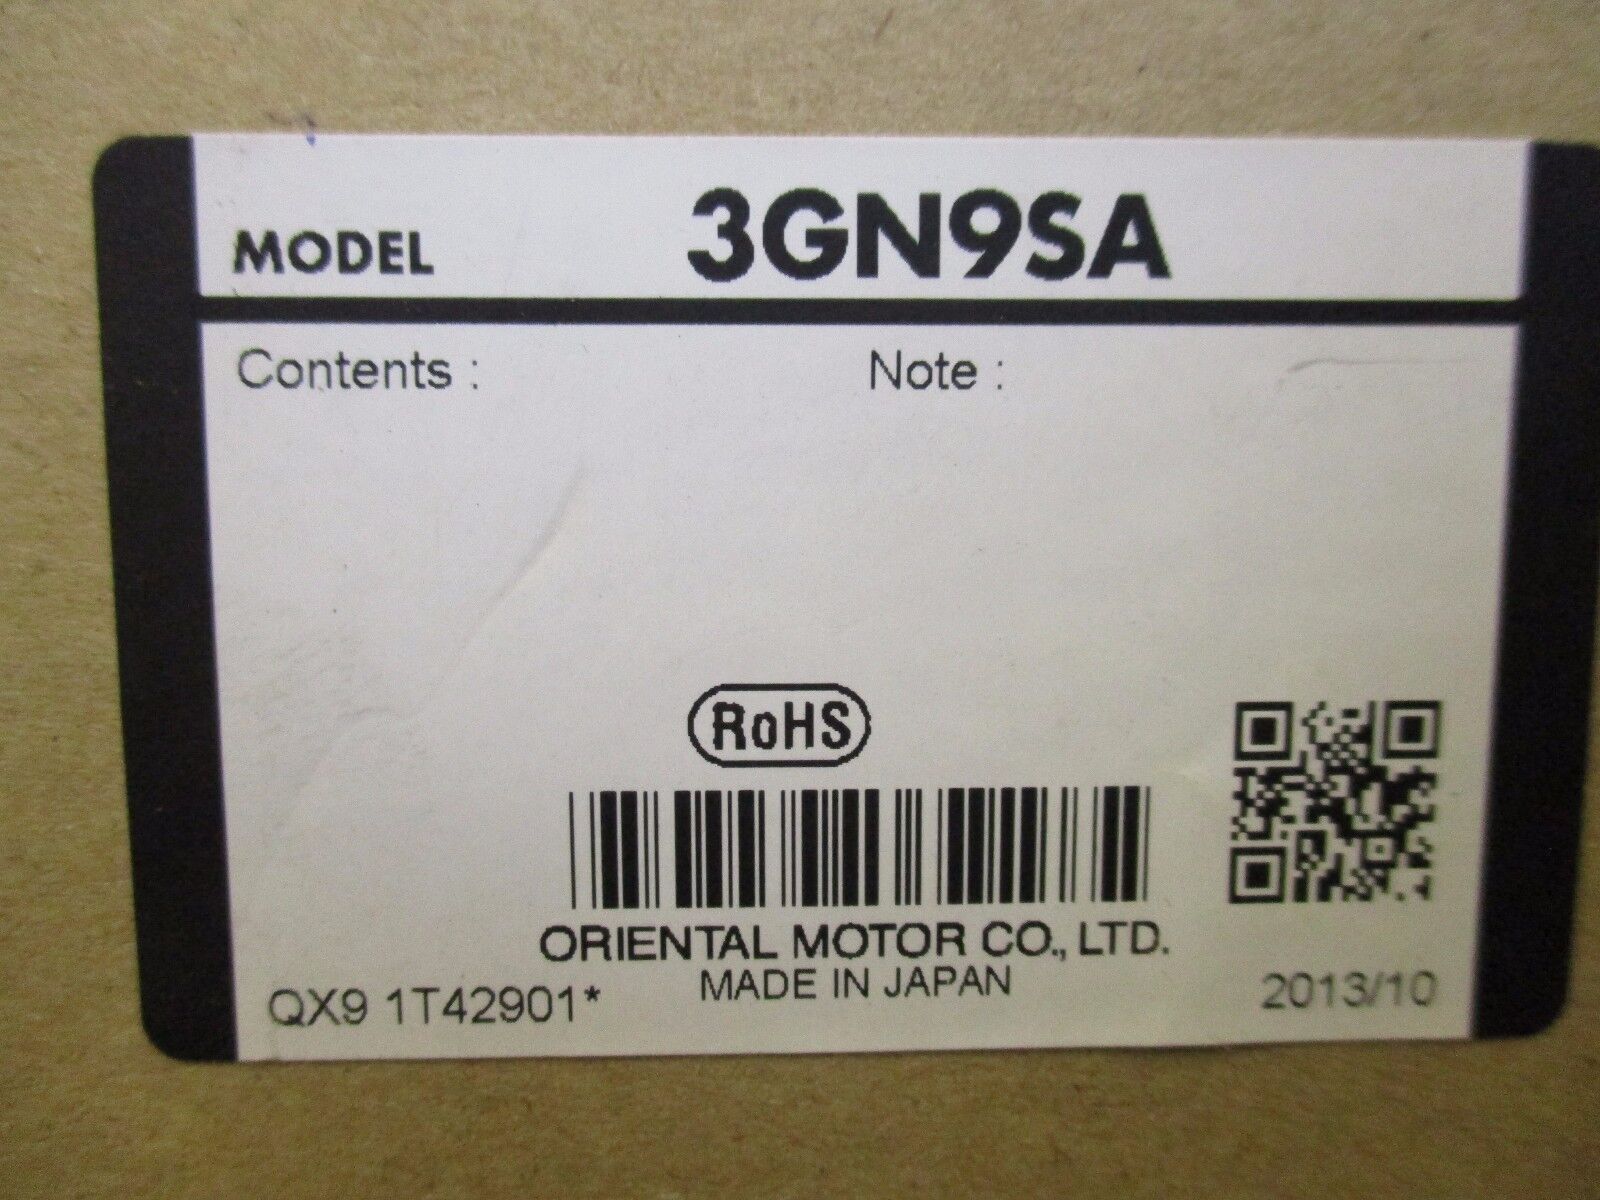 MODEL 3GN9SA
Contents : Note :
RoHS
ORIENTAL MOTOR CO., LTD.
MADE IN JAPAN
QX9 1T42901* 2013/10